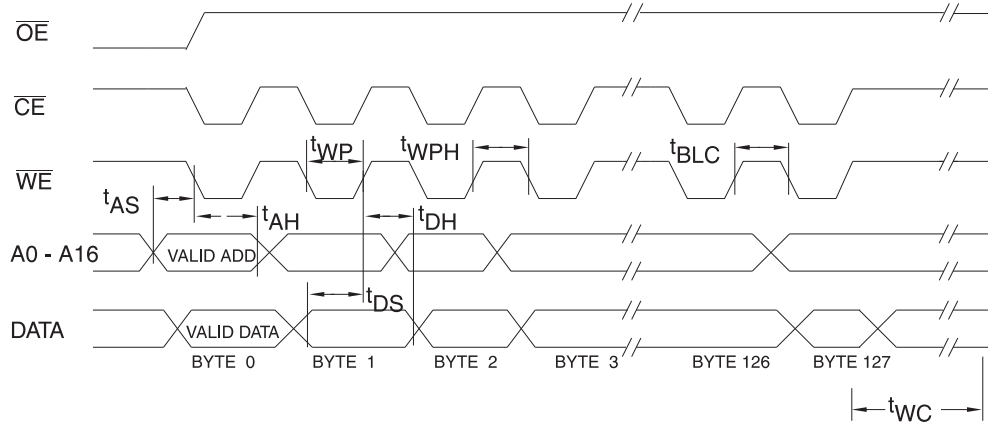 OE
CE
tWP tWPH tBLC
WE
tAS tAH tDH
A0 - A16 VALID ADD
tDS
DATA VALID DATA
BYTE 0 BYTE 1 BYTE 2 BYTE 3 BYTE 126 BYTE 127
tWC